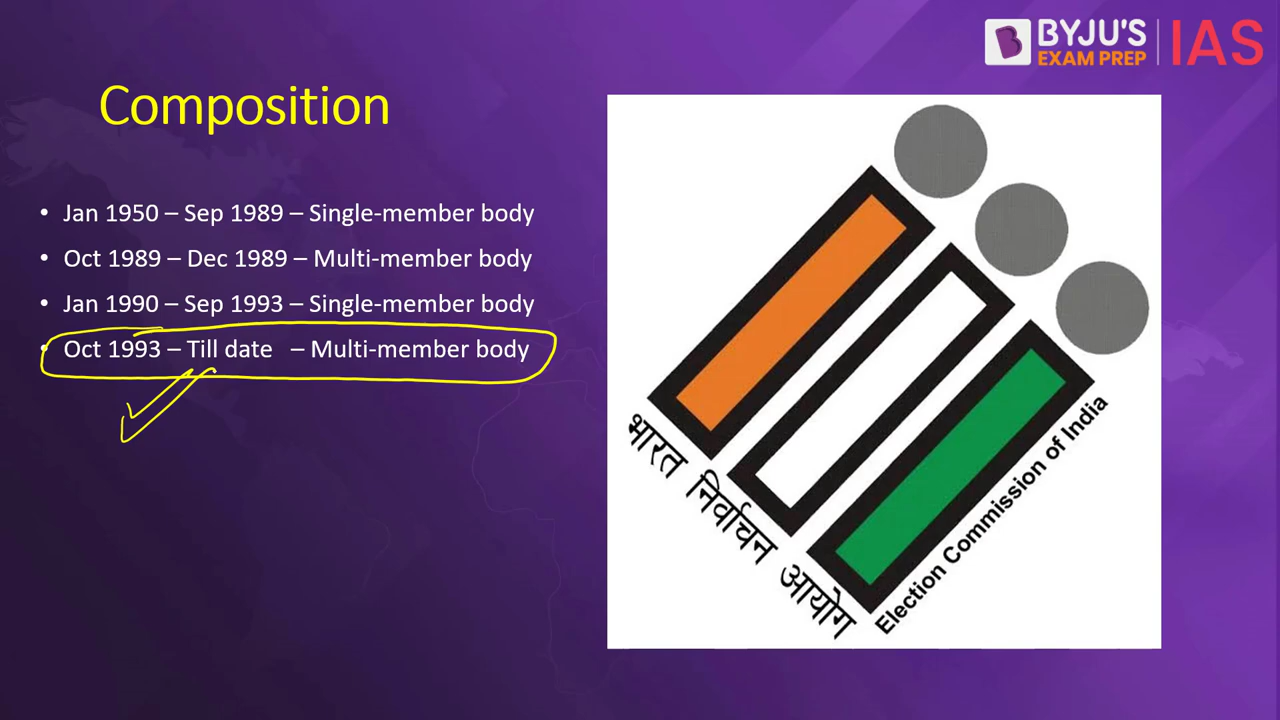 BYJU'S
EXAM PREP
IAS
Composition
• Jan 1950 – Sep 1989 – Single-member body
• Oct 1989 – Dec 1989 – Multi-member body
• Jan 1990 – Sep 1993 – Single-member body
• Oct 1993 – Till date – Multi-member body
भारत निर्वाचन आयोग
Election Commission of India